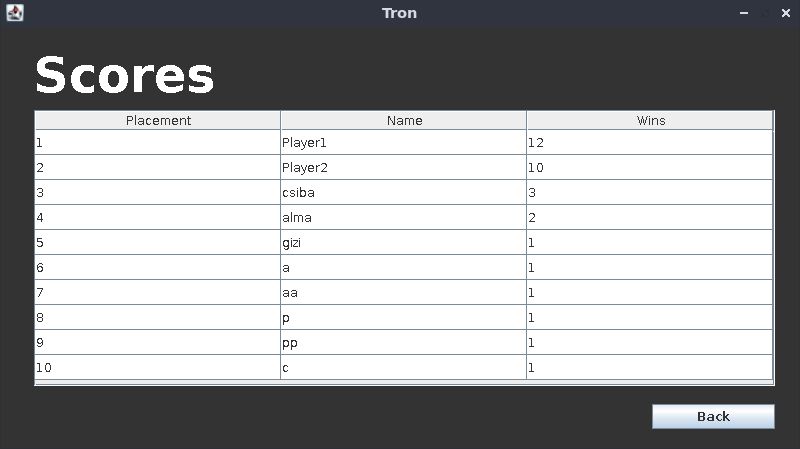 Tron
Scores
Placement Name Wins
1 Player1 12
2 Player2 10
3 csiba 3
4 alma 2
5 gizi 1
6 a 1
7 aa 1
8 p 1
9 pp 1
10 c 1
Back